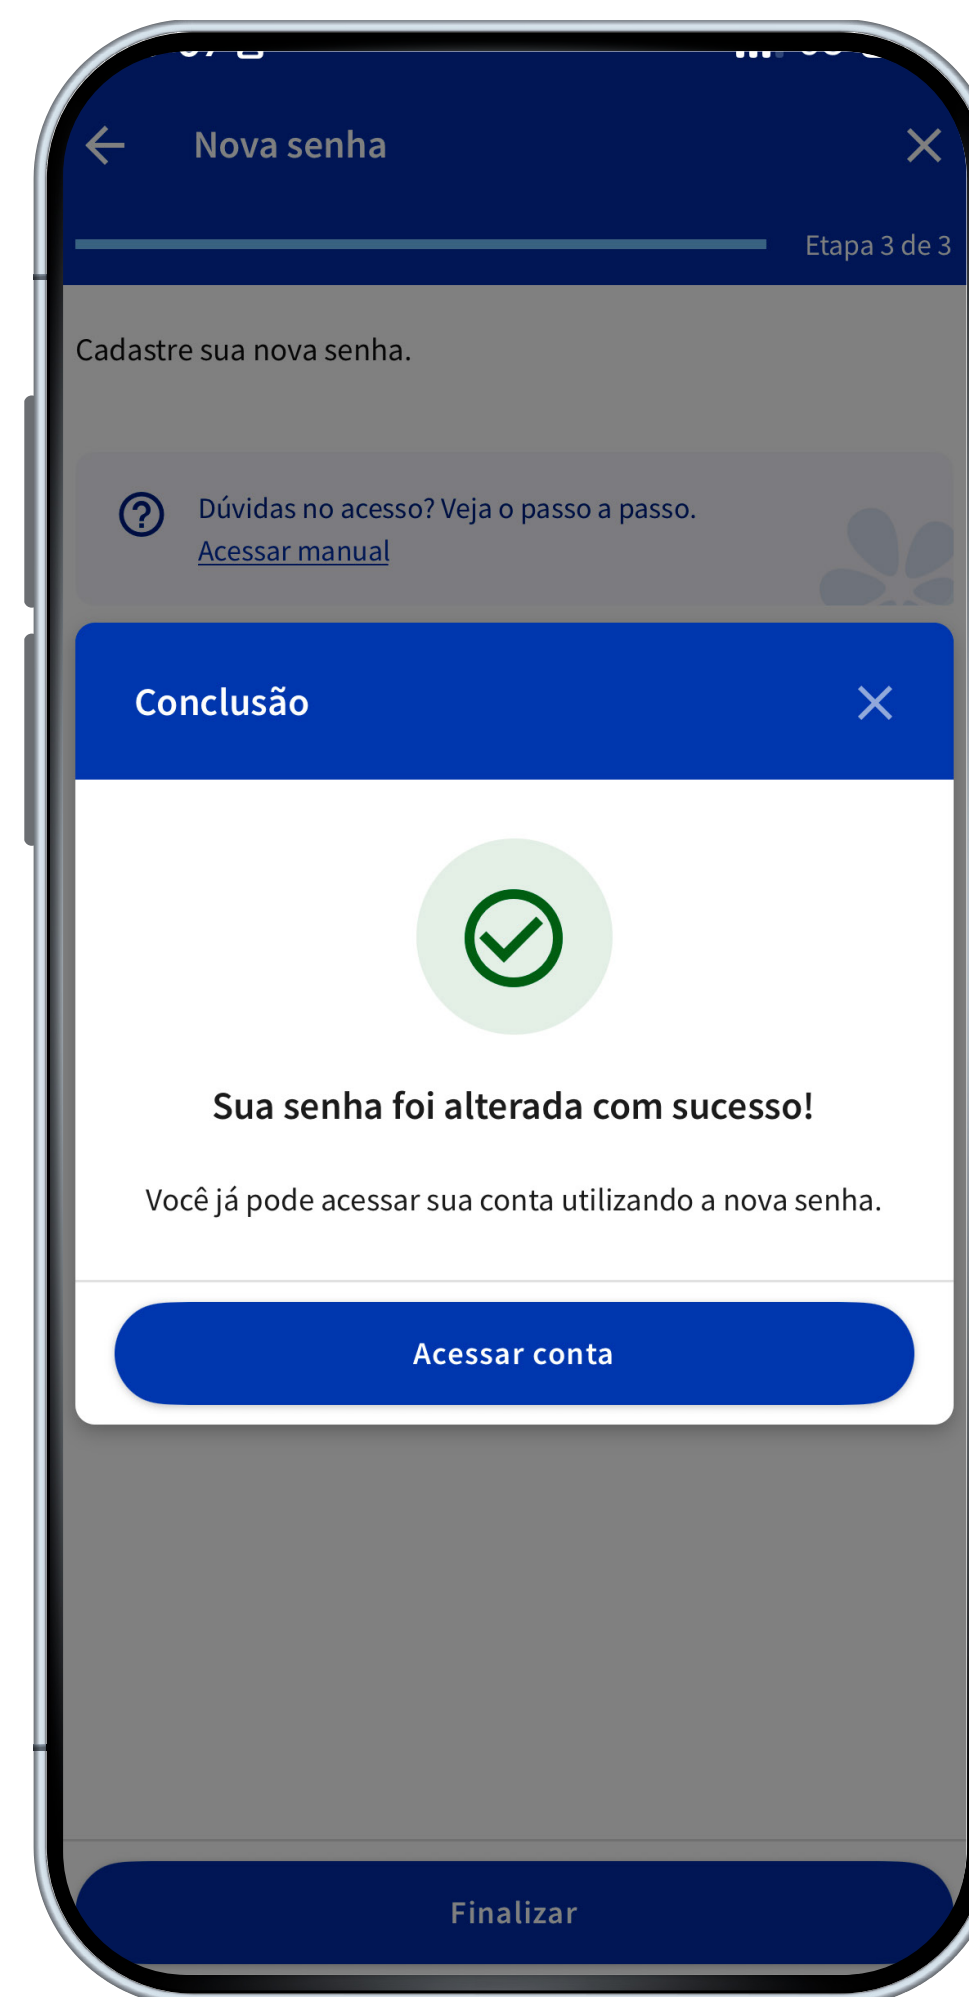 Nova senha
Etapa 3 de 3
Cadastre sua nova senha.
Dúvidas no acesso? Veja o passo a passo.
Acessar manual
Conclusão
Sua senha foi alterada com sucesso!
Você já pode acessar sua conta utilizando a nova senha.
Acessar conta
Finalizar